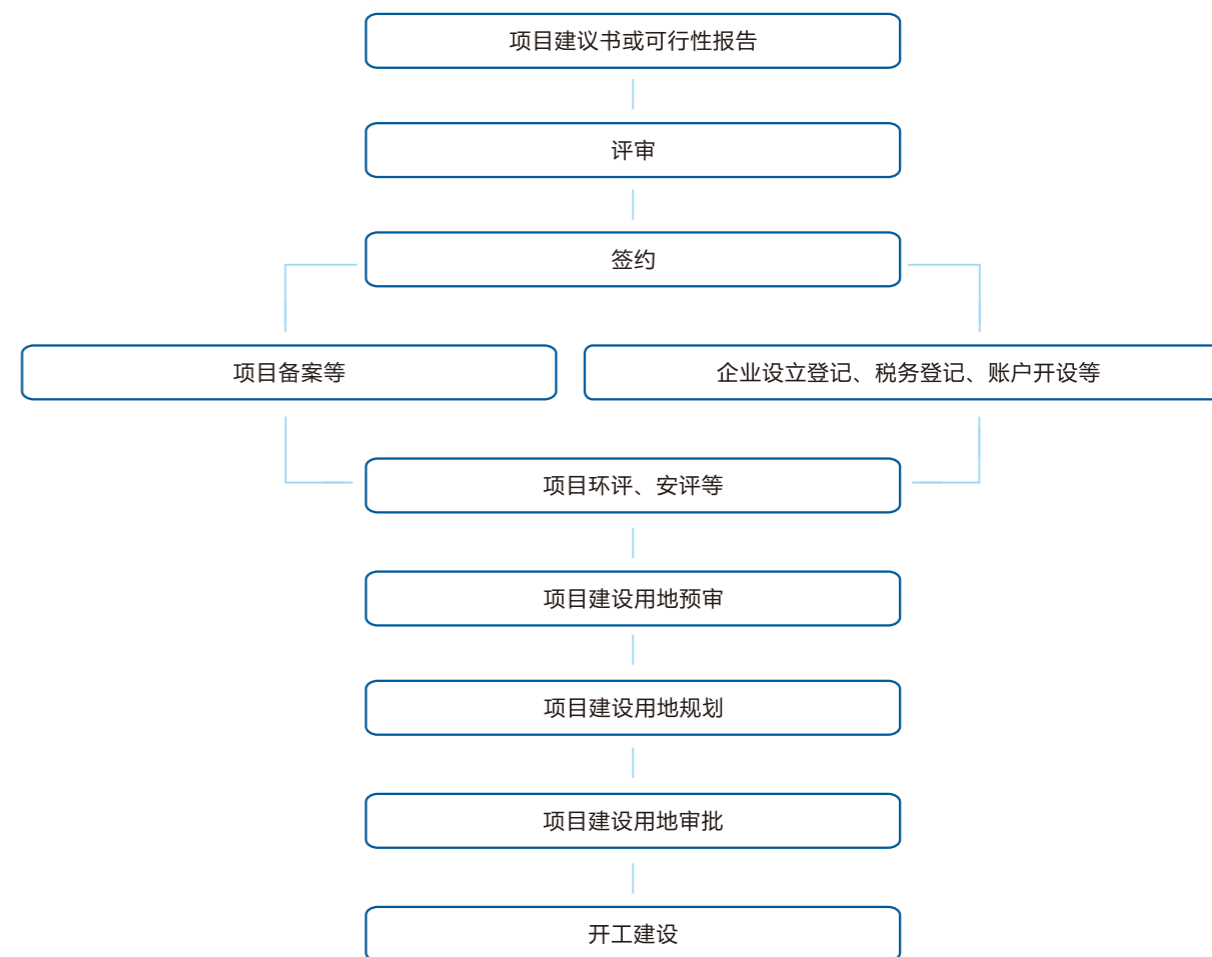 项目建议书或可行性报告
评审
签约
项目备案等
企业设立登记、税务登记、账户开设等
项目环评、安评等
项目建设用地预审
项目建设用地规划
项目建设用地审批
开工建设